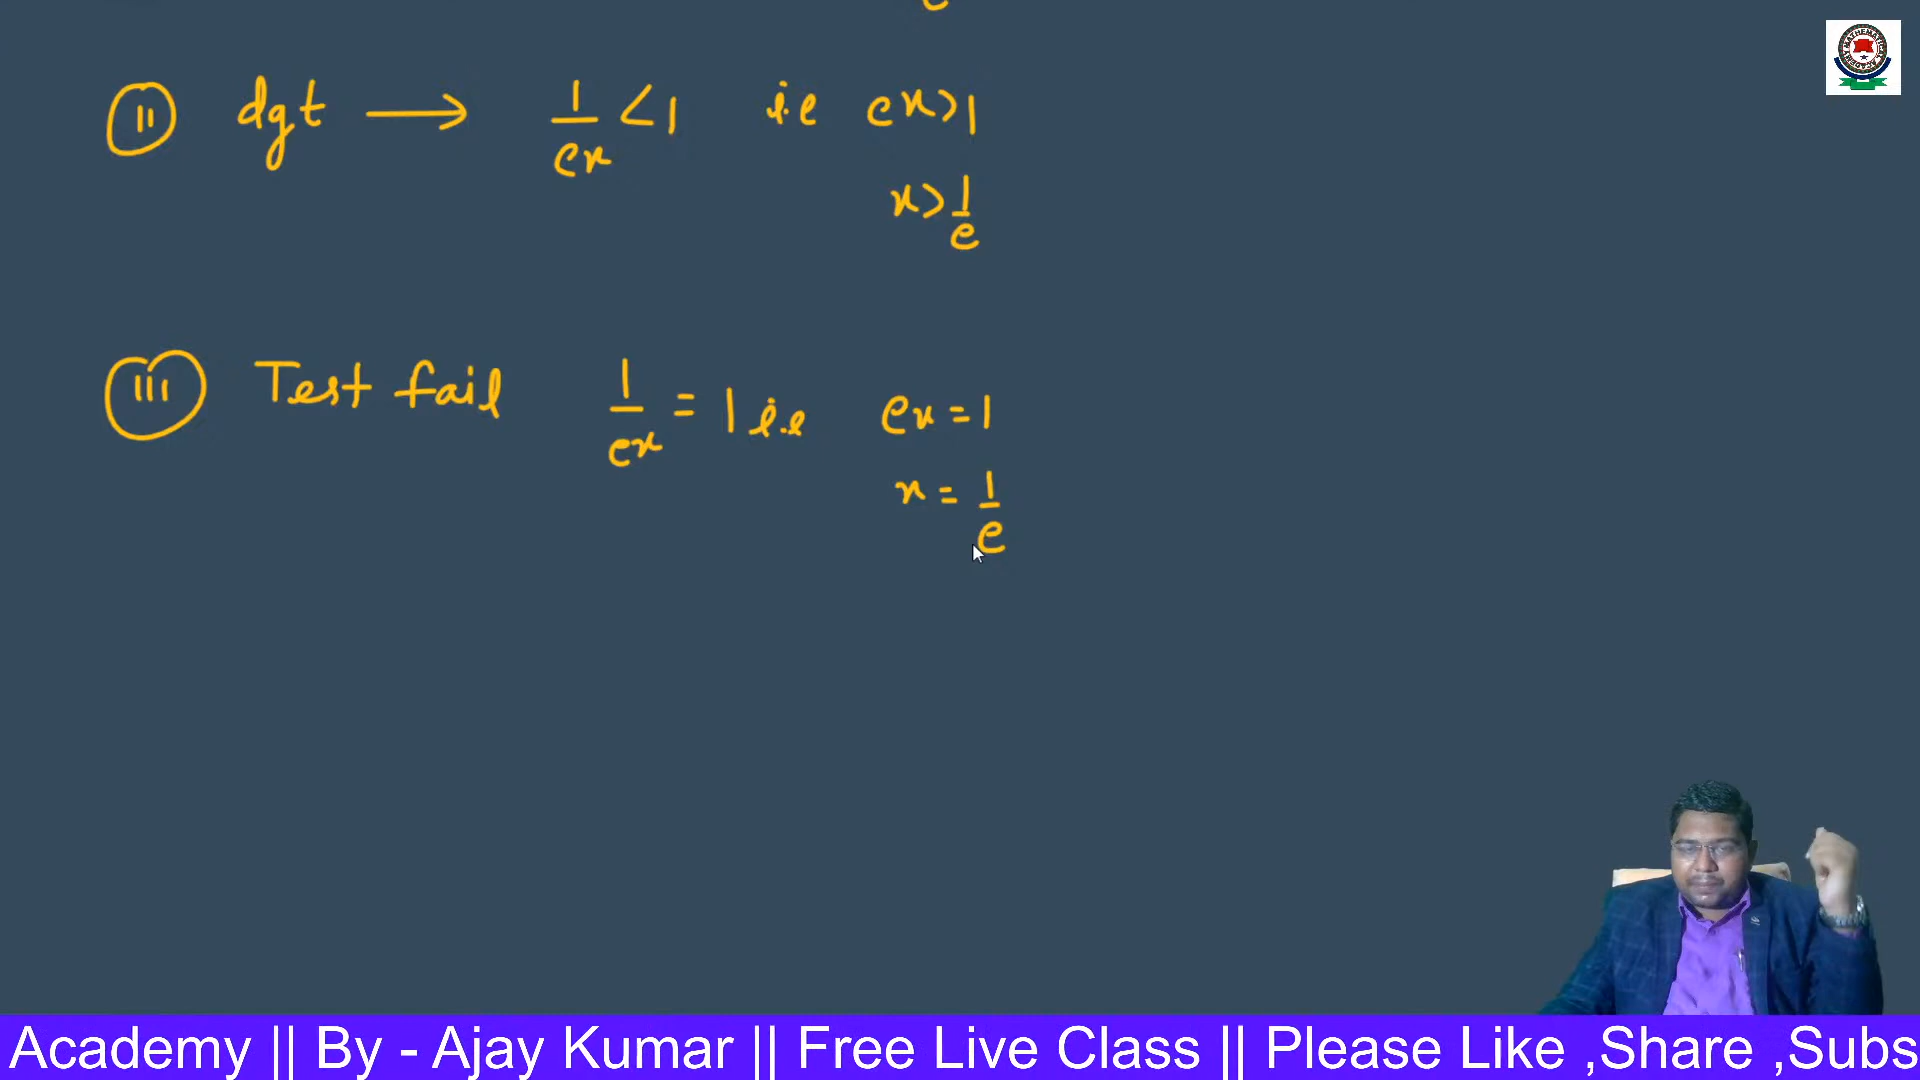 (ii) dgt ⟶ 1/ex < 1 i.e ex > 1
x > 1/e
(iii) Test fail 1/ex = 1 i.e ex = 1
x = 1/e
Academy || By - Ajay Kumar || Free Live Class || Please Like ,Share ,Subs